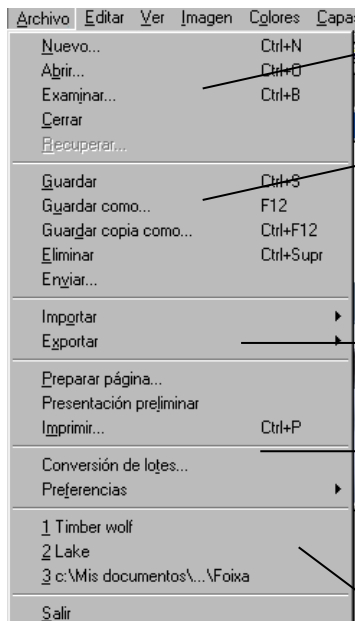 Archivo Editar Ver Imagen Colores Capas
Nuevo... Ctrl+N
Abrir... Ctrl+O
Examinar... Ctrl+B
Cerrar
Recuperar...
Guardar Ctrl+S
Guardar como... F12
Guardar copia como... Ctrl+F12
Eliminar Ctrl+Supr
Enviar...
Importar
Exportar
Preparar página...
Presentación preliminar
Imprimir... Ctrl+P
Conversión de lotes...
Preferencias
1 Timber wolf
2 Lake
3 c:\Mis documentos\...\Foixa
Salir